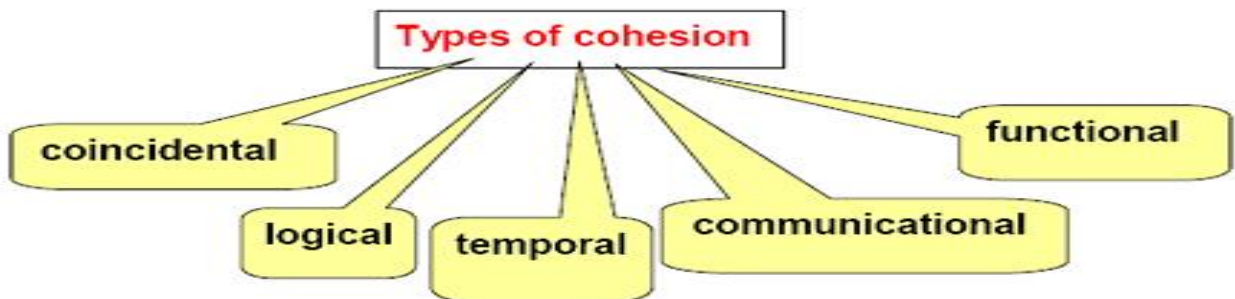 Types of cohesion
coincidental
logical
temporal
communicational
functional